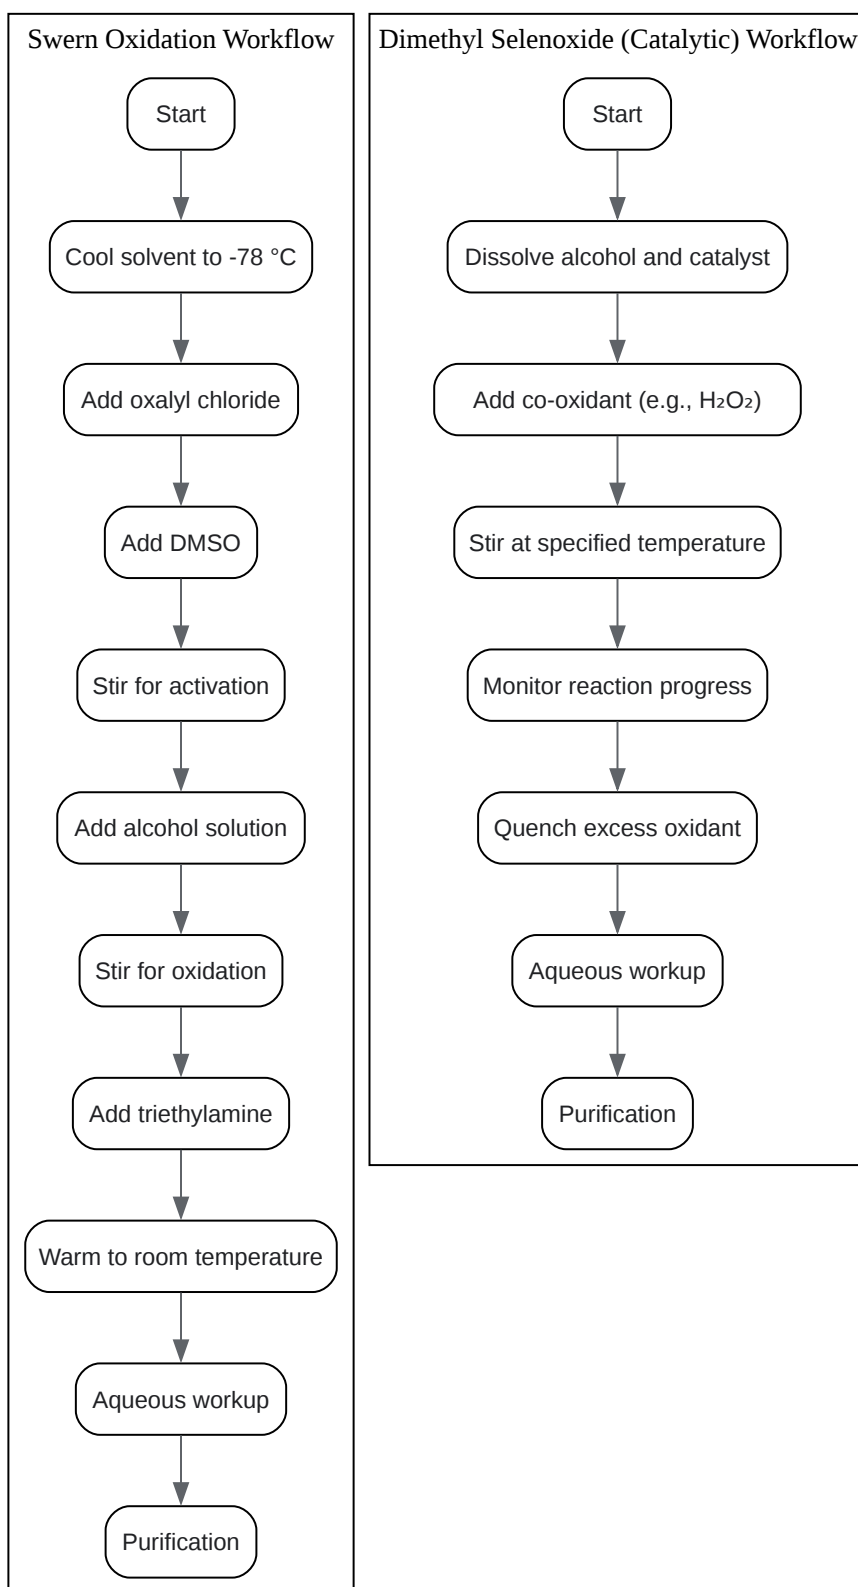 Swern Oxidation Workflow
Start
Cool solvent to -78 °C
Add oxalyl chloride
Add DMSO
Stir for activation
Add alcohol solution
Stir for oxidation
Add triethylamine
Warm to room temperature
Aqueous workup
Purification
Dimethyl Selenoxide (Catalytic) Workflow
Start
Dissolve alcohol and catalyst
Add co-oxidant (e.g., H₂O₂)
Stir at specified temperature
Monitor reaction progress
Quench excess oxidant
Aqueous workup
Purification